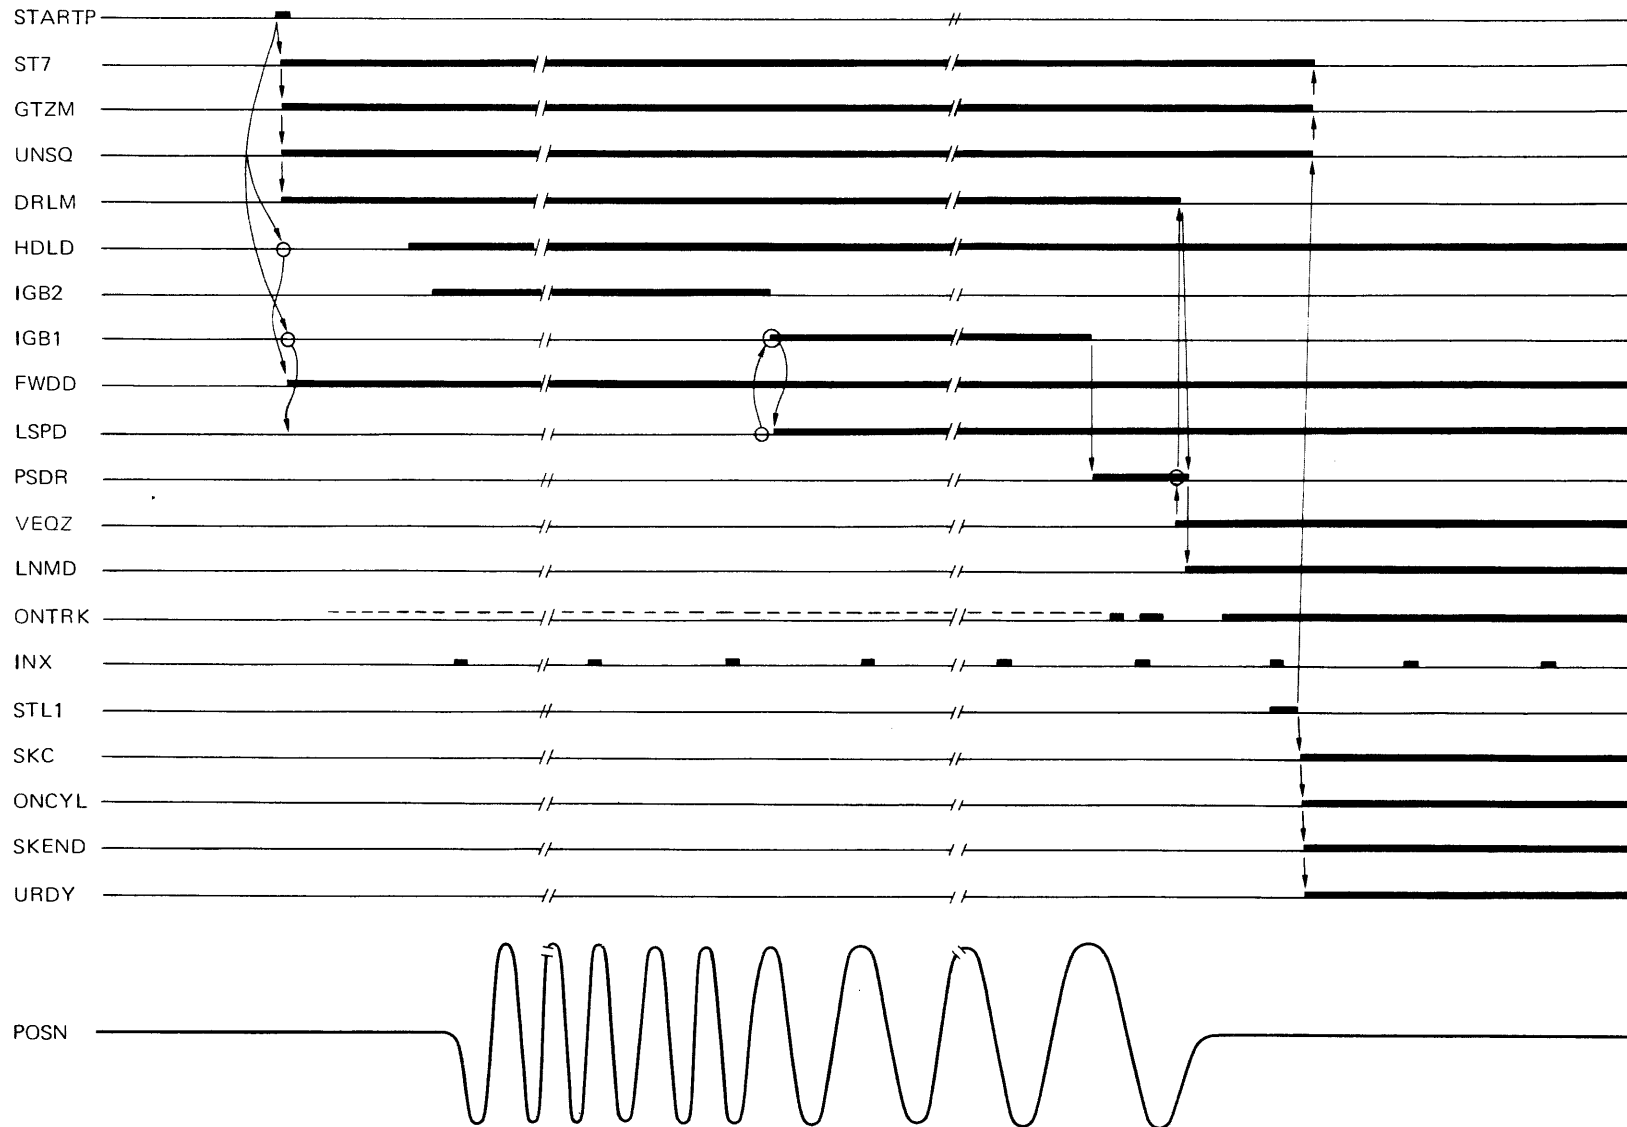 STARTP
ST7
GTZM
UNSQ
DRLM
HDLD
IGB2
IGB1
FWDD
LSPD
PSDR
VEQZ
LNMD
ONTRK
INX
STL1
SKC
ONCYL
SKEND
URDY
POSN